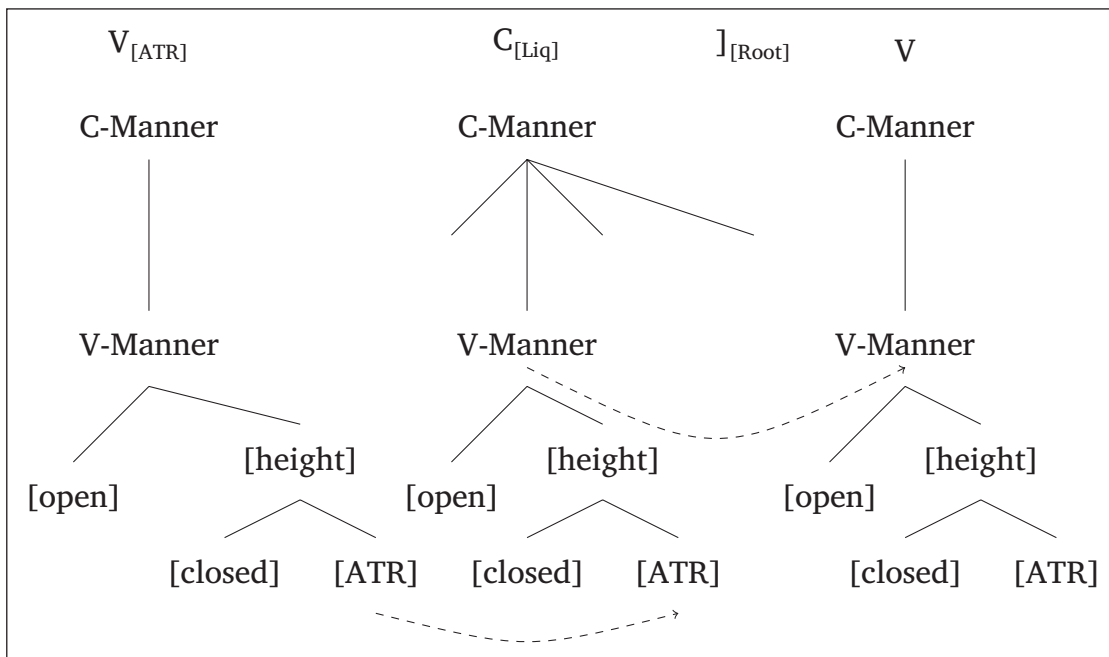 V[ATR] C[Liq] ][Root] V
C-Manner C-Manner C-Manner
V-Manner V-Manner V-Manner
[height] [height] [height]
[open] [open] [open]
[closed] [ATR] [closed] [ATR] [closed] [ATR]